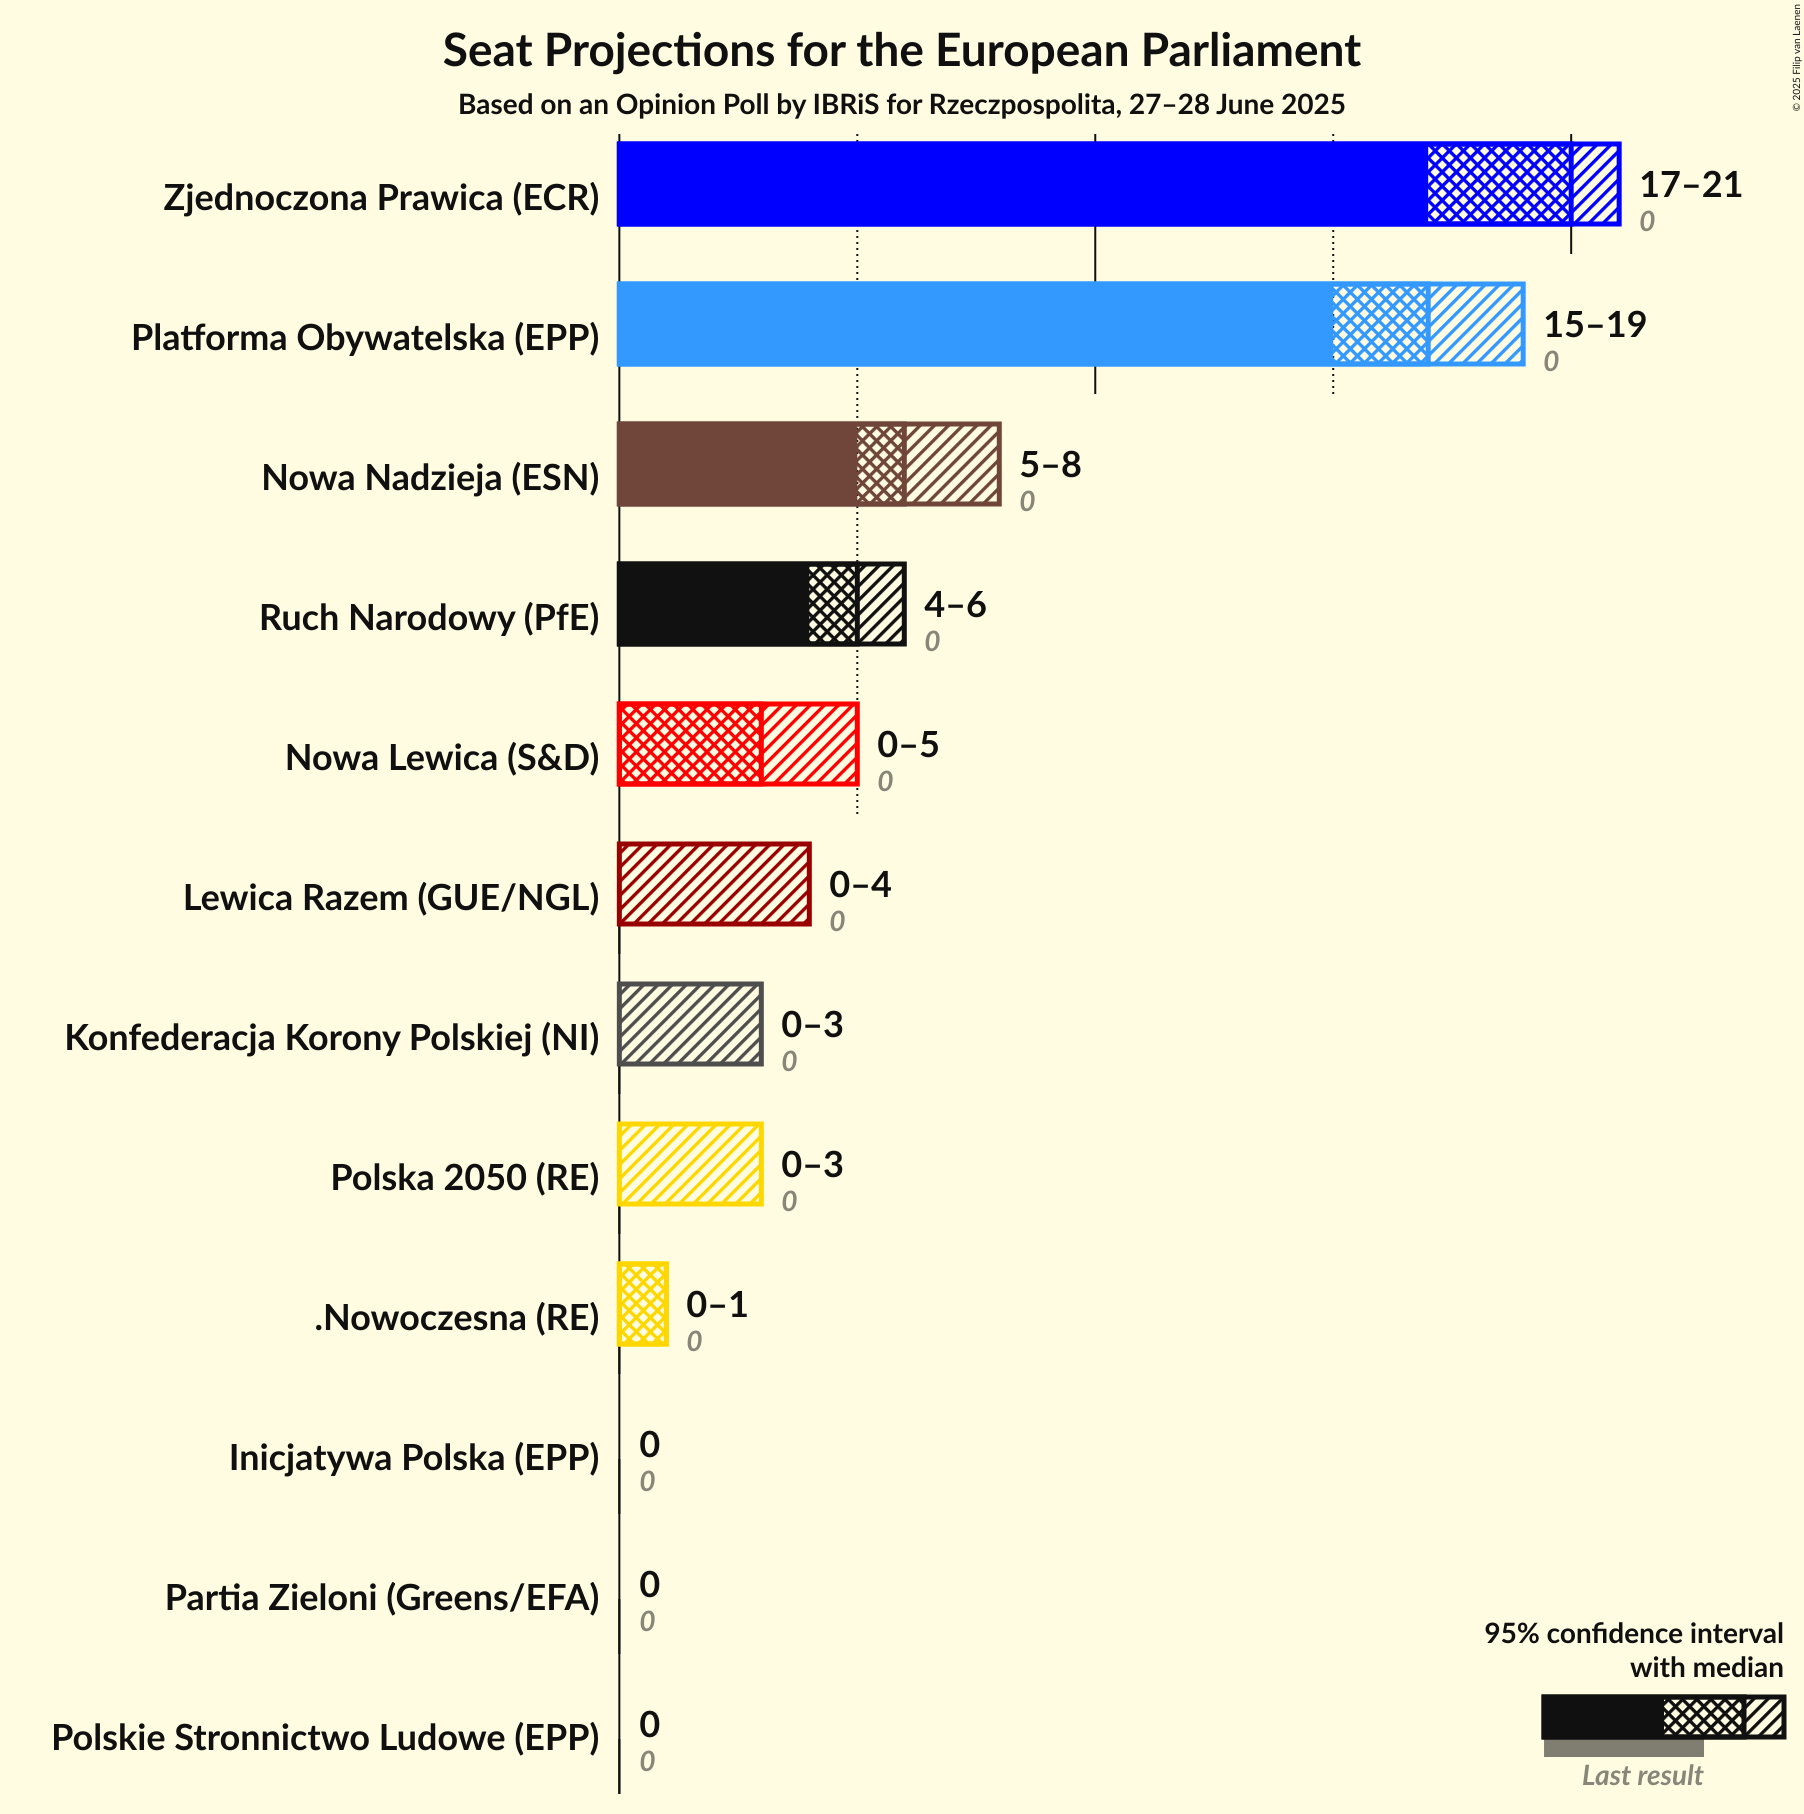 Seat Projections for the European Parliament
Based on an Opinion Poll by IBRiS for Rzeczpospolita, 27–28 June 2025
© 2025 Filip van Laenen
Zjednoczona Prawica (ECR)
17–21
0
Platforma Obywatelska (EPP)
15–19
0
Nowa Nadzieja (ESN)
5–8
0
Ruch Narodowy (PfE)
4–6
0
Nowa Lewica (S&D)
0–5
0
Lewica Razem (GUE/NGL)
0–4
0
Konfederacja Korony Polskiej (NI)
0–3
0
Polska 2050 (RE)
0–3
0
.Nowoczesna (RE)
0–1
0
Inicjatywa Polska (EPP)
0
0
Partia Zieloni (Greens/EFA)
0
0
Polskie Stronnictwo Ludowe (EPP)
0
0
95% confidence interval
with median
Last result